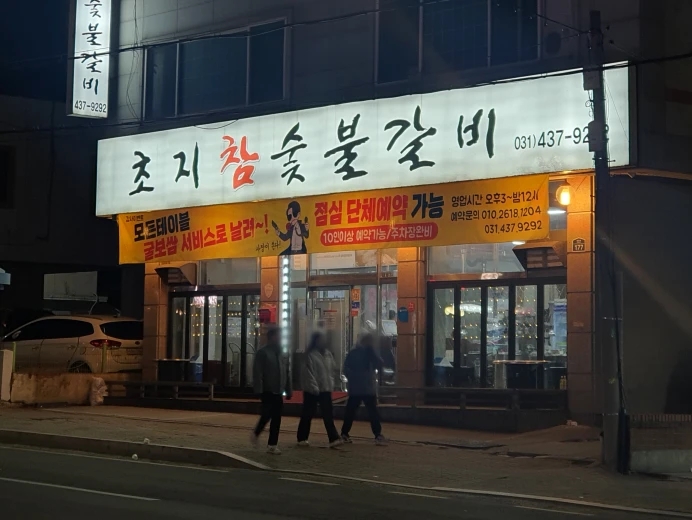 숯불갈비
437-9292
초지참숯불갈비 031)437-92
모든테이블
굴보쌈 서비스로 날려~!
점심 단체예약 가능
10인이상 예약가능/주차장완비
영업시간 오후3~밤12시
예약문의 010.2618.1204
031.437.9292
177